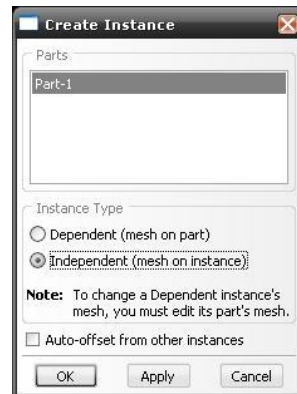 Create Instance
Parts
Part-1
Instance Type
Dependent (mesh on part)
Independent (mesh on instance)
Note: To change a Dependent instance's
mesh, you must edit its part's mesh.
Auto-offset from other instances
OK Apply Cancel